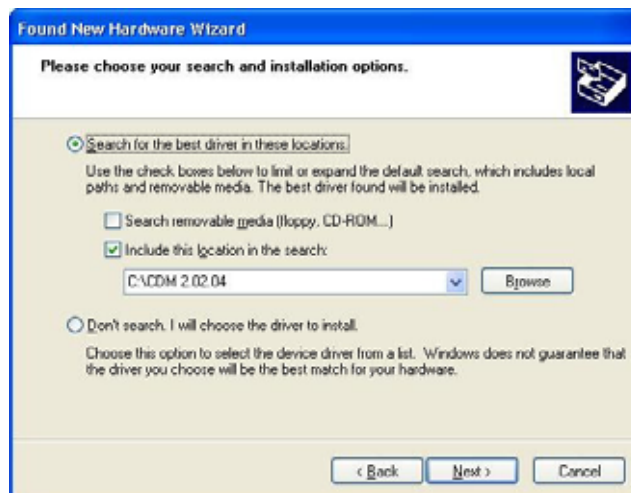 Found New Hardware Wizard
Please choose your search and installation options.
Search for the best driver in these locations.
Use the check boxes below to limit or expand the default search, which includes local
paths and removable media. The best driver found will be installed.
Search removable media (floppy, CD-ROM...)
Include this location in the search:
C:\CDM 2.02.04
Browse
Don't search. I will choose the driver to install.
Choose this option to select the device driver from a list. Windows does not guarantee that
the driver you choose will be the best match for your hardware.
< Back
Next >
Cancel